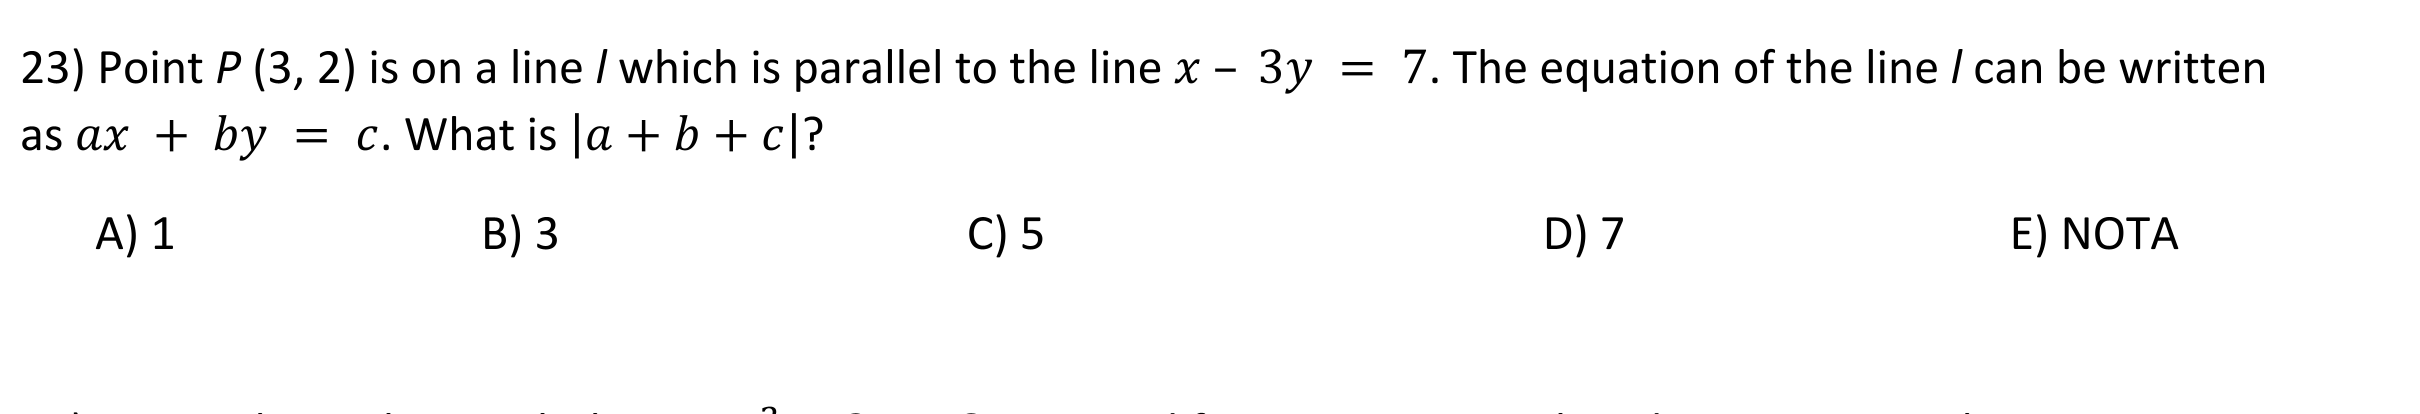 23) Point P (3, 2) is on a line l which is parallel to the line x – 3y = 7. The equation of the line l can be written
as ax + by = c. What is |a + b + c|?
A) 1 B) 3 C) 5 D) 7 E) NOTA